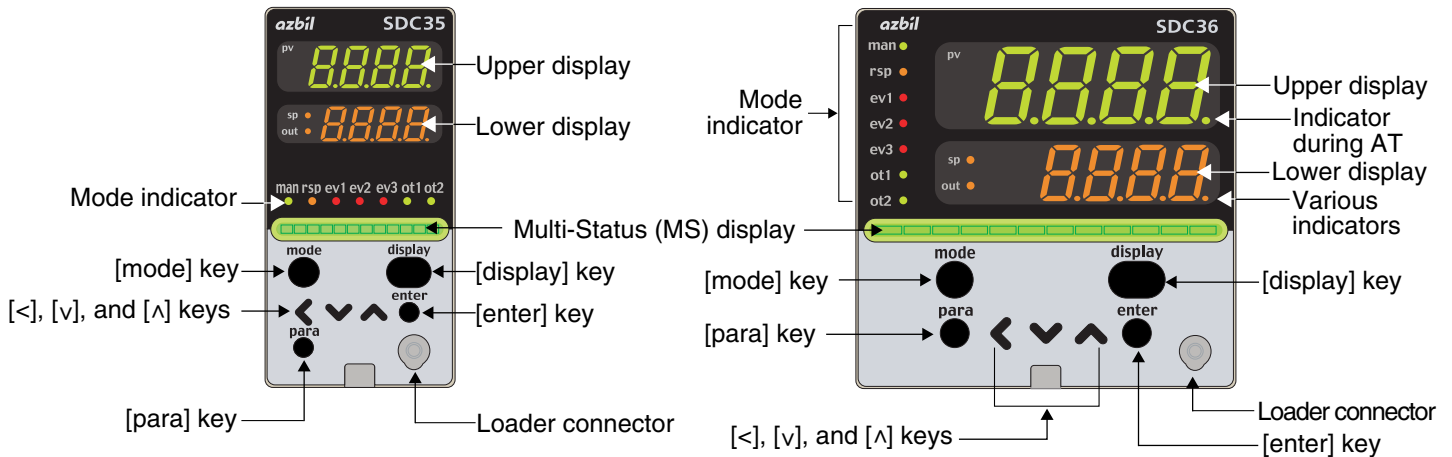 azbil SDC35
pv
8.8.8.8.
Upper display
sp
out
8.8.8.8.
Lower display
Mode indicator
man rsp ev1 ev2 ev3 ot1 ot2
Multi-Status (MS) display
mode
display
[mode] key
[display] key
[<], [v], and [ʌ] keys
enter
[enter] key
para
[para] key
Loader connector
azbil SDC36
man
rsp
ev1
ev2
ev3
ot1
ot2
Mode
indicator
pv
8.8.8.8.
Upper display
Indicator
during AT
sp
out
8.8.8.8.
Lower display
Various
indicators
mode
display
[mode] key
[display] key
para
enter
[para] key
[<], [v], and [ʌ] keys
Loader connector
[enter] key